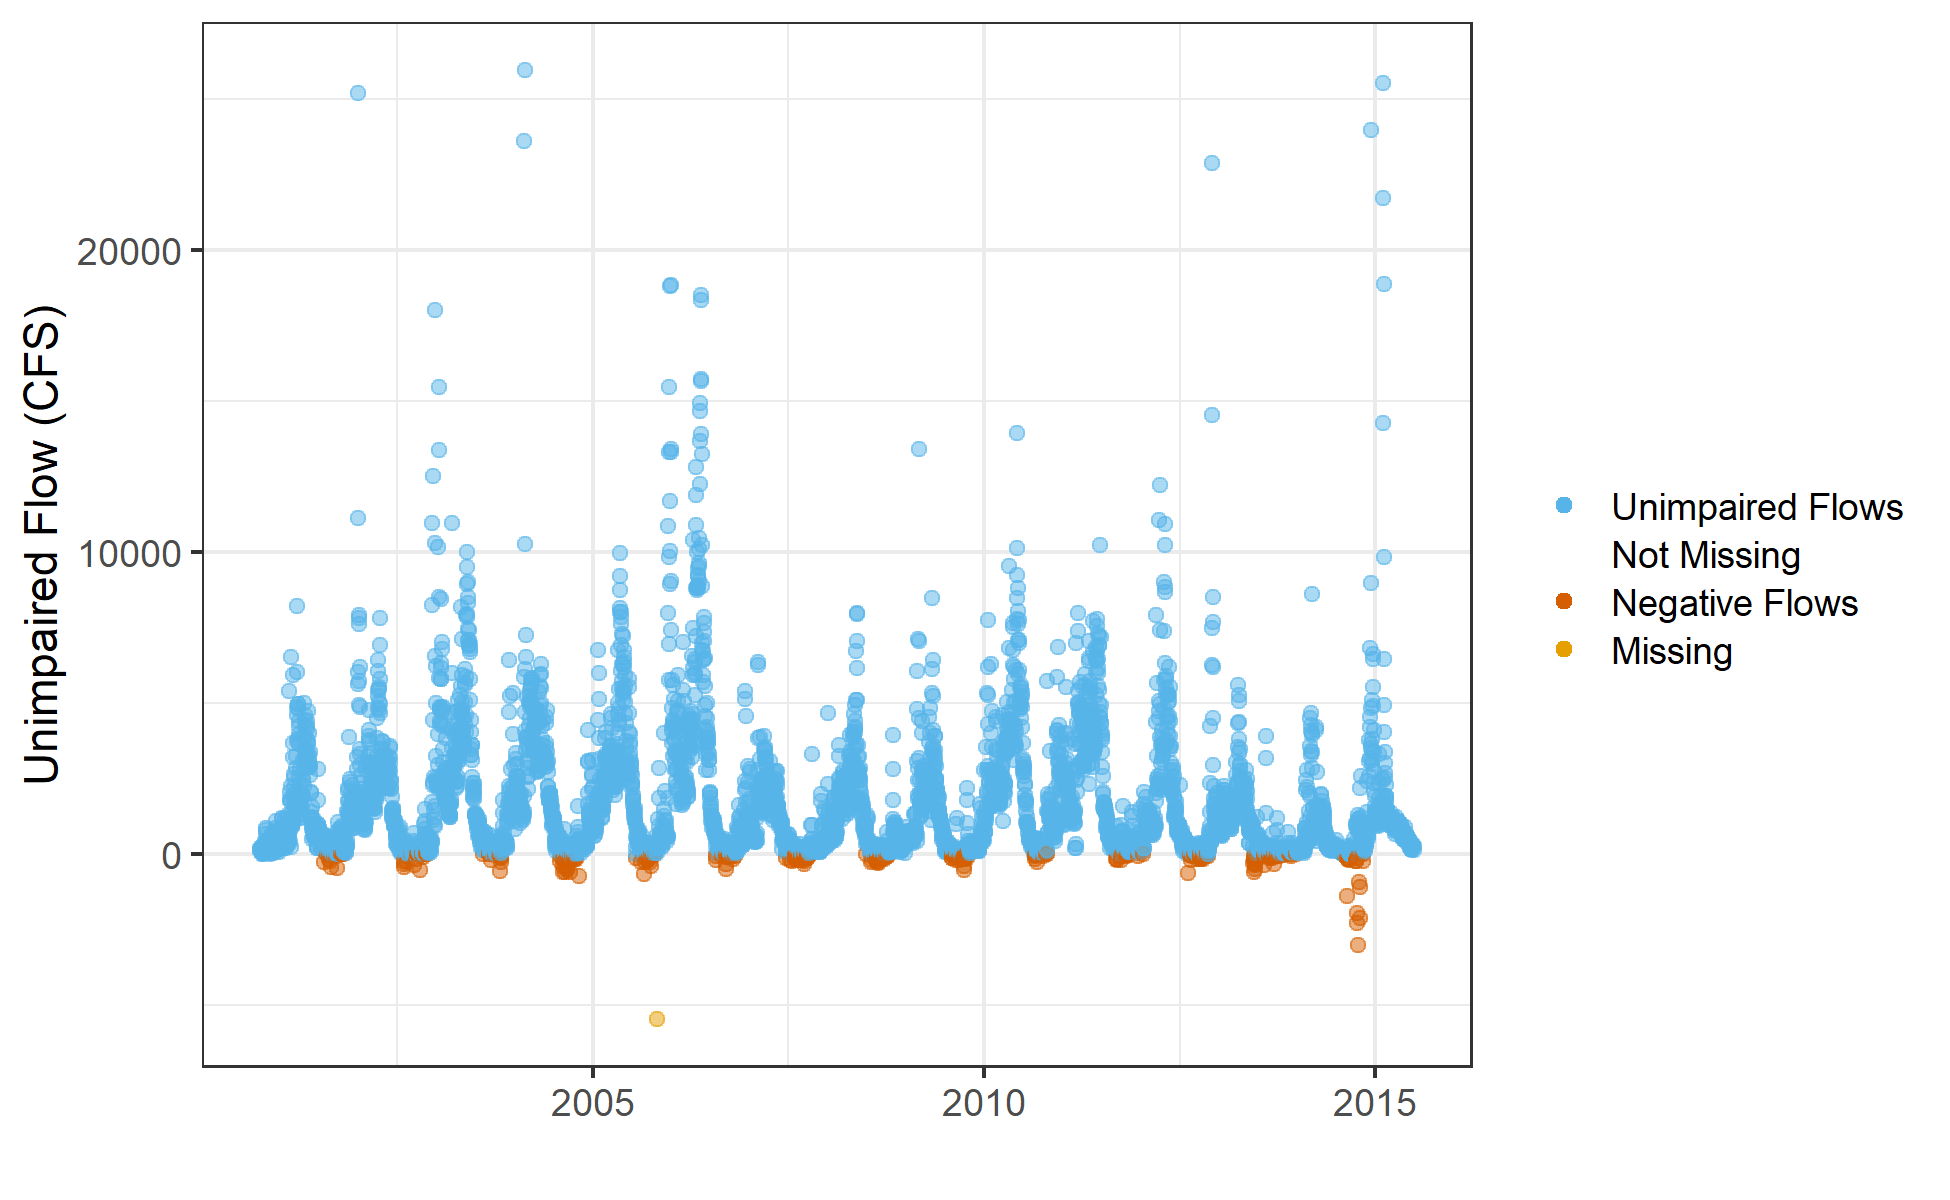 Unimpaired Flow (CFS)
20000
10000
0
2005
2010
2015
Unimpaired Flows
Not Missing
Negative Flows
Missing